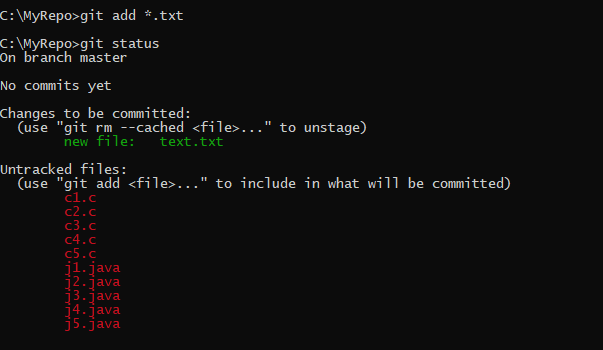 C:\MyRepo>git add *.txt
C:\MyRepo>git status
On branch master
No commits yet
Changes to be committed:
  (use "git rm --cached <file>..." to unstage)
        new file:   text.txt
Untracked files:
  (use "git add <file>..." to include in what will be committed)
        c1.c
        c2.c
        c3.c
        c4.c
        c5.c
        j1.java
        j2.java
        j3.java
        j4.java
        j5.java